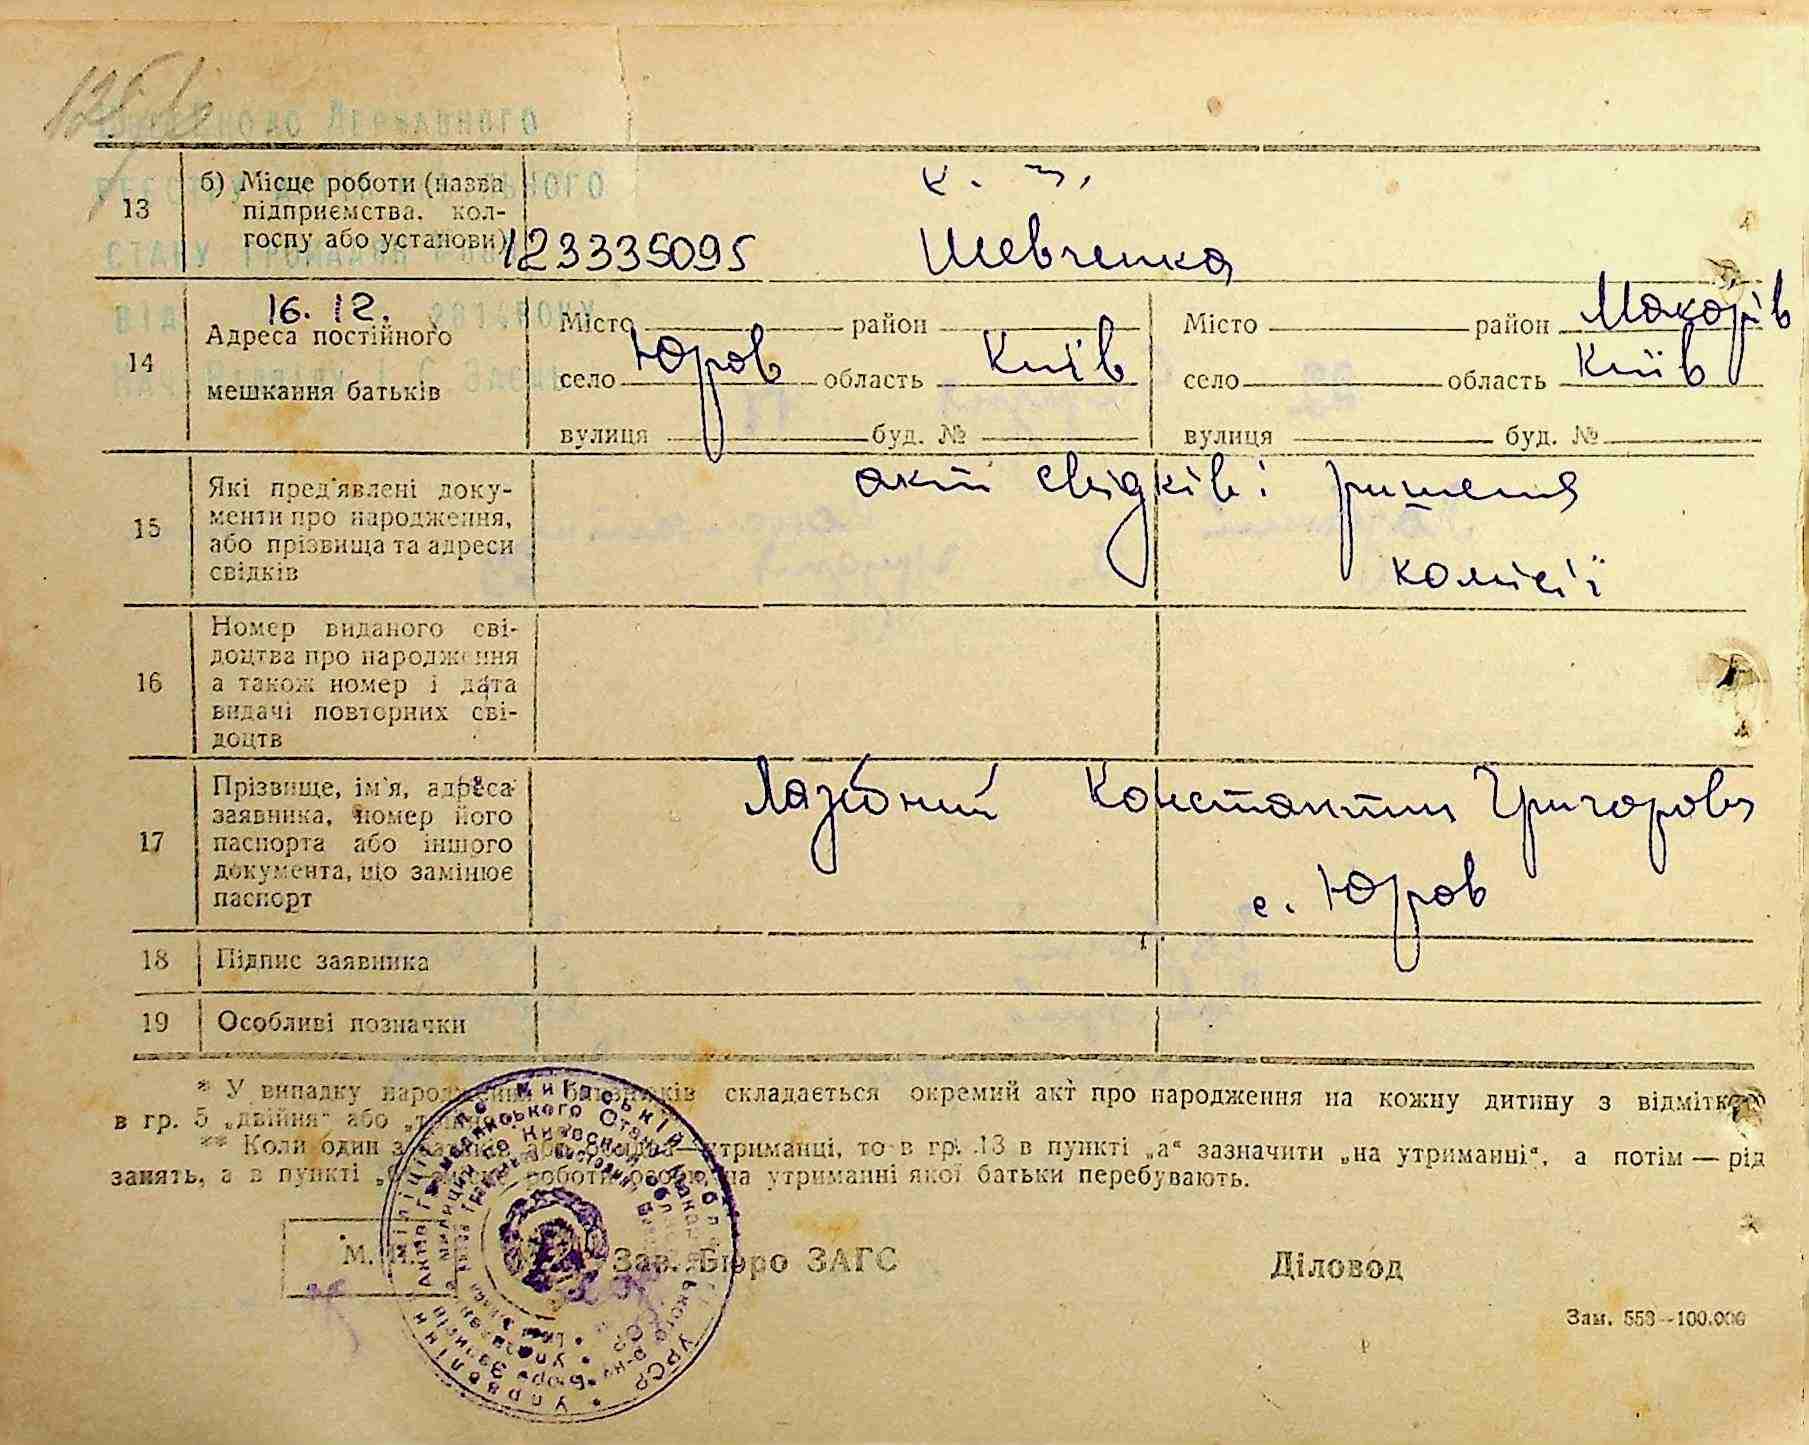 13
б) Місце роботи (назва
підприємства, кол-
госпу або установи)
к. г.
Шевченка
123335095
16.12.
14
Адреса постійного
мешкання батьків
Місто район
село Юров область Київ
вулиця буд. №
Місто район Макарів
село область Київ
вулиця буд. №
15
Які пред'явлені доку-
менти про народження,
або прізвища та адреси
свідків
акт свідків і ришення
комісії
16
Номер виданого сві-
доцтва про народження
а також номер і дата
видачі повторних сві-
доцтв
17
Прізвище, ім'я, адреса
заявника, номер його
паспорта або іншого
документа, що замінює
паспорт
Лазебний Константин Григоров
с. Юров
18
Підпис заявника
19
Особливі позначки
* У випадку народження близнюків складається окремий акт про народження на кожну дитину з відміткою
в гр. 5 „двійня" або
** Коли один з утриманці, то в гр. 13 в пункті „а" зазначити „на утриманні", а потім — рід
занять, а в пункті роботи особи, на утриманні якої батьки перебувають.
М. П.
Зав. Бюро ЗАГС
Діловод
Зам. 553—100.000